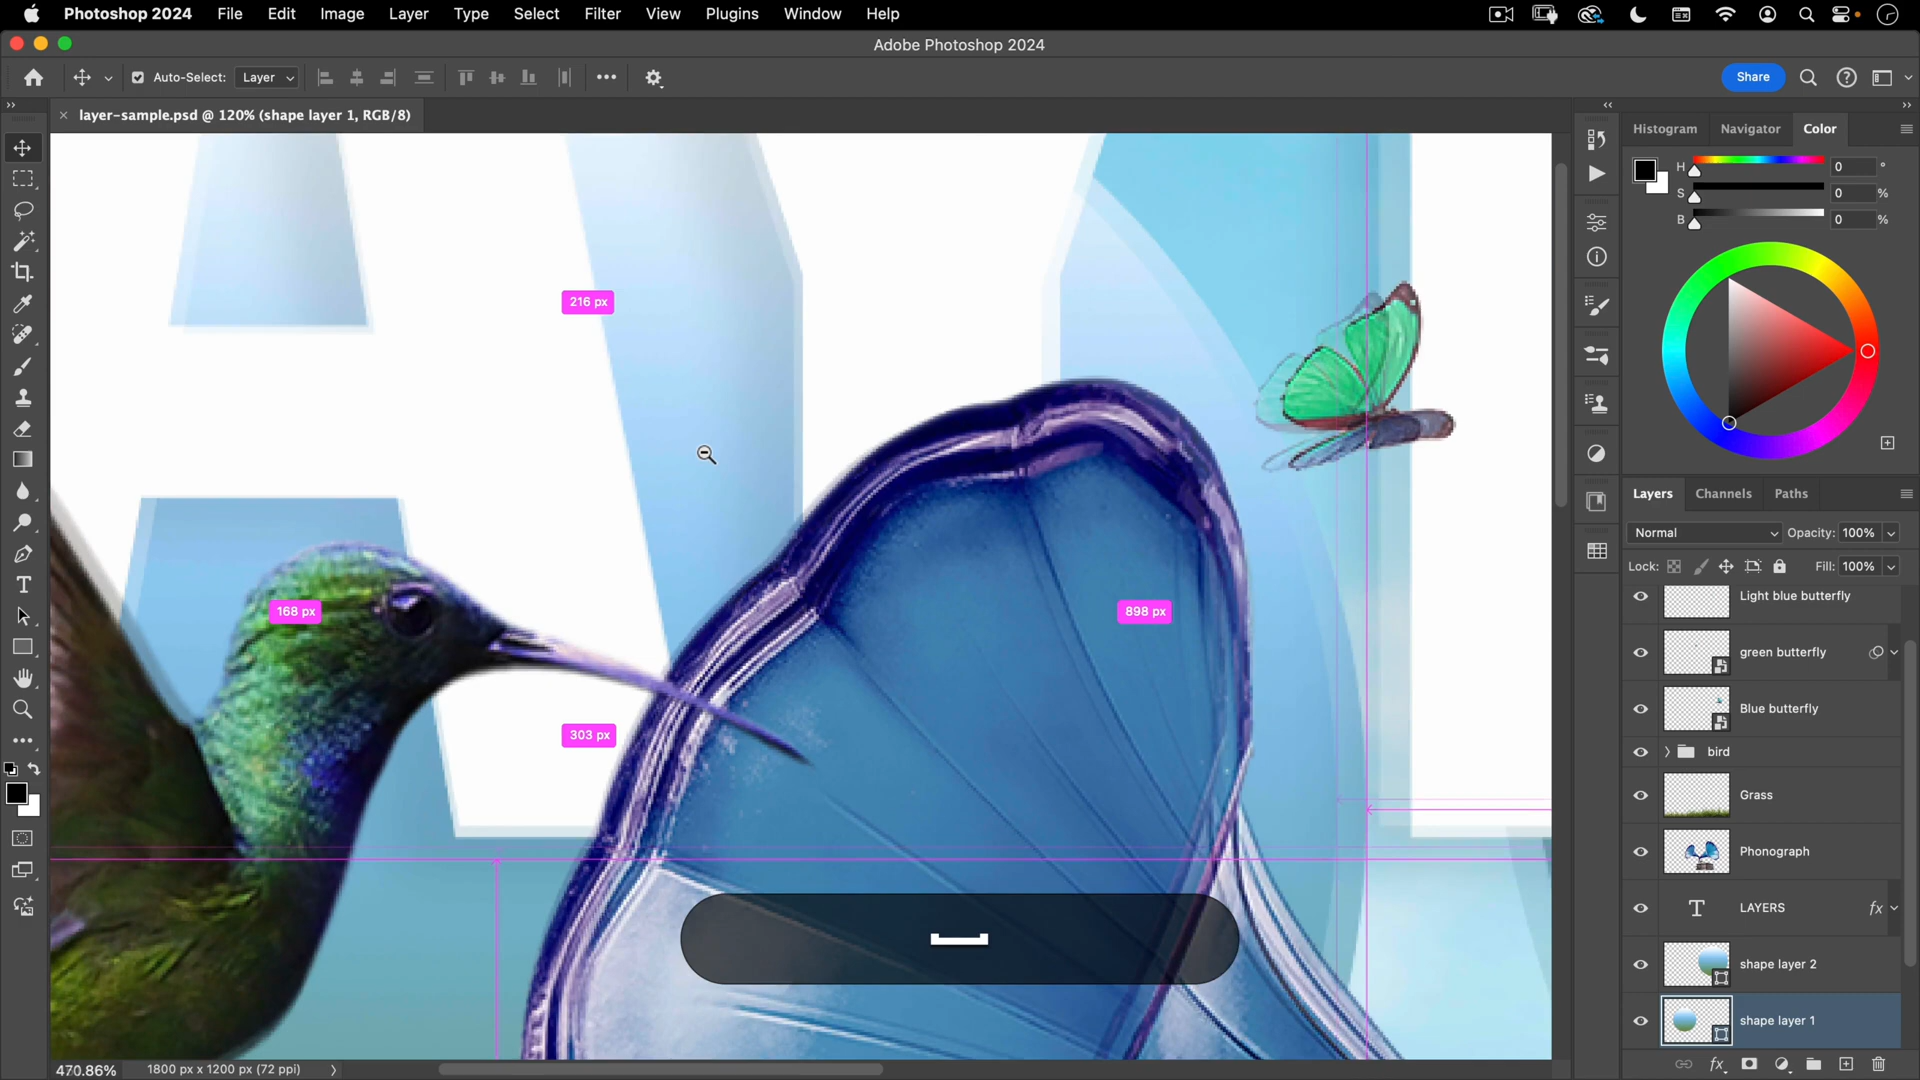 Photoshop 2024 File Edit Image Layer Type Select Filter View Plugins Window Help
Adobe Photoshop 2024
Auto-Select: Layer
Share
layer-sample.psd @ 120% (shape layer 1, RGB/8)
Histogram Navigator Color
H 0 °
S 0 %
B 0 %
216 px
168 px
898 px
303 px
Layers Channels Paths
Normal Opacity: 100%
Lock: Fill: 100%
Light blue butterfly
green butterfly
Blue butterfly
bird
Grass
Phonograph
T LAYERS fx
shape layer 2
shape layer 1
fx
470.86% 1800 px x 1200 px (72 ppi)